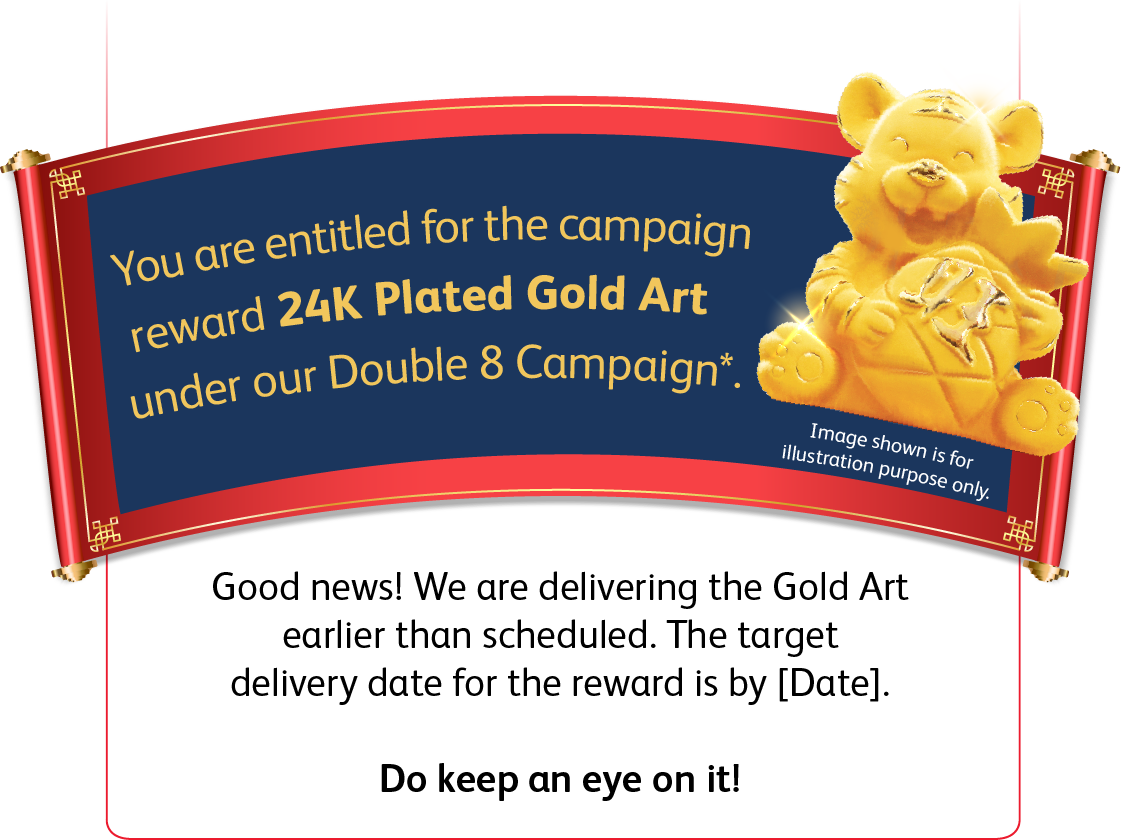 You are entitled for the campaign
reward 24K Plated Gold Art
under our Double 8 Campaign*.
Image shown is for
illustration purpose only.
Good news! We are delivering the Gold Art
earlier than scheduled. The target
delivery date for the reward is by [Date].
Do keep an eye on it!